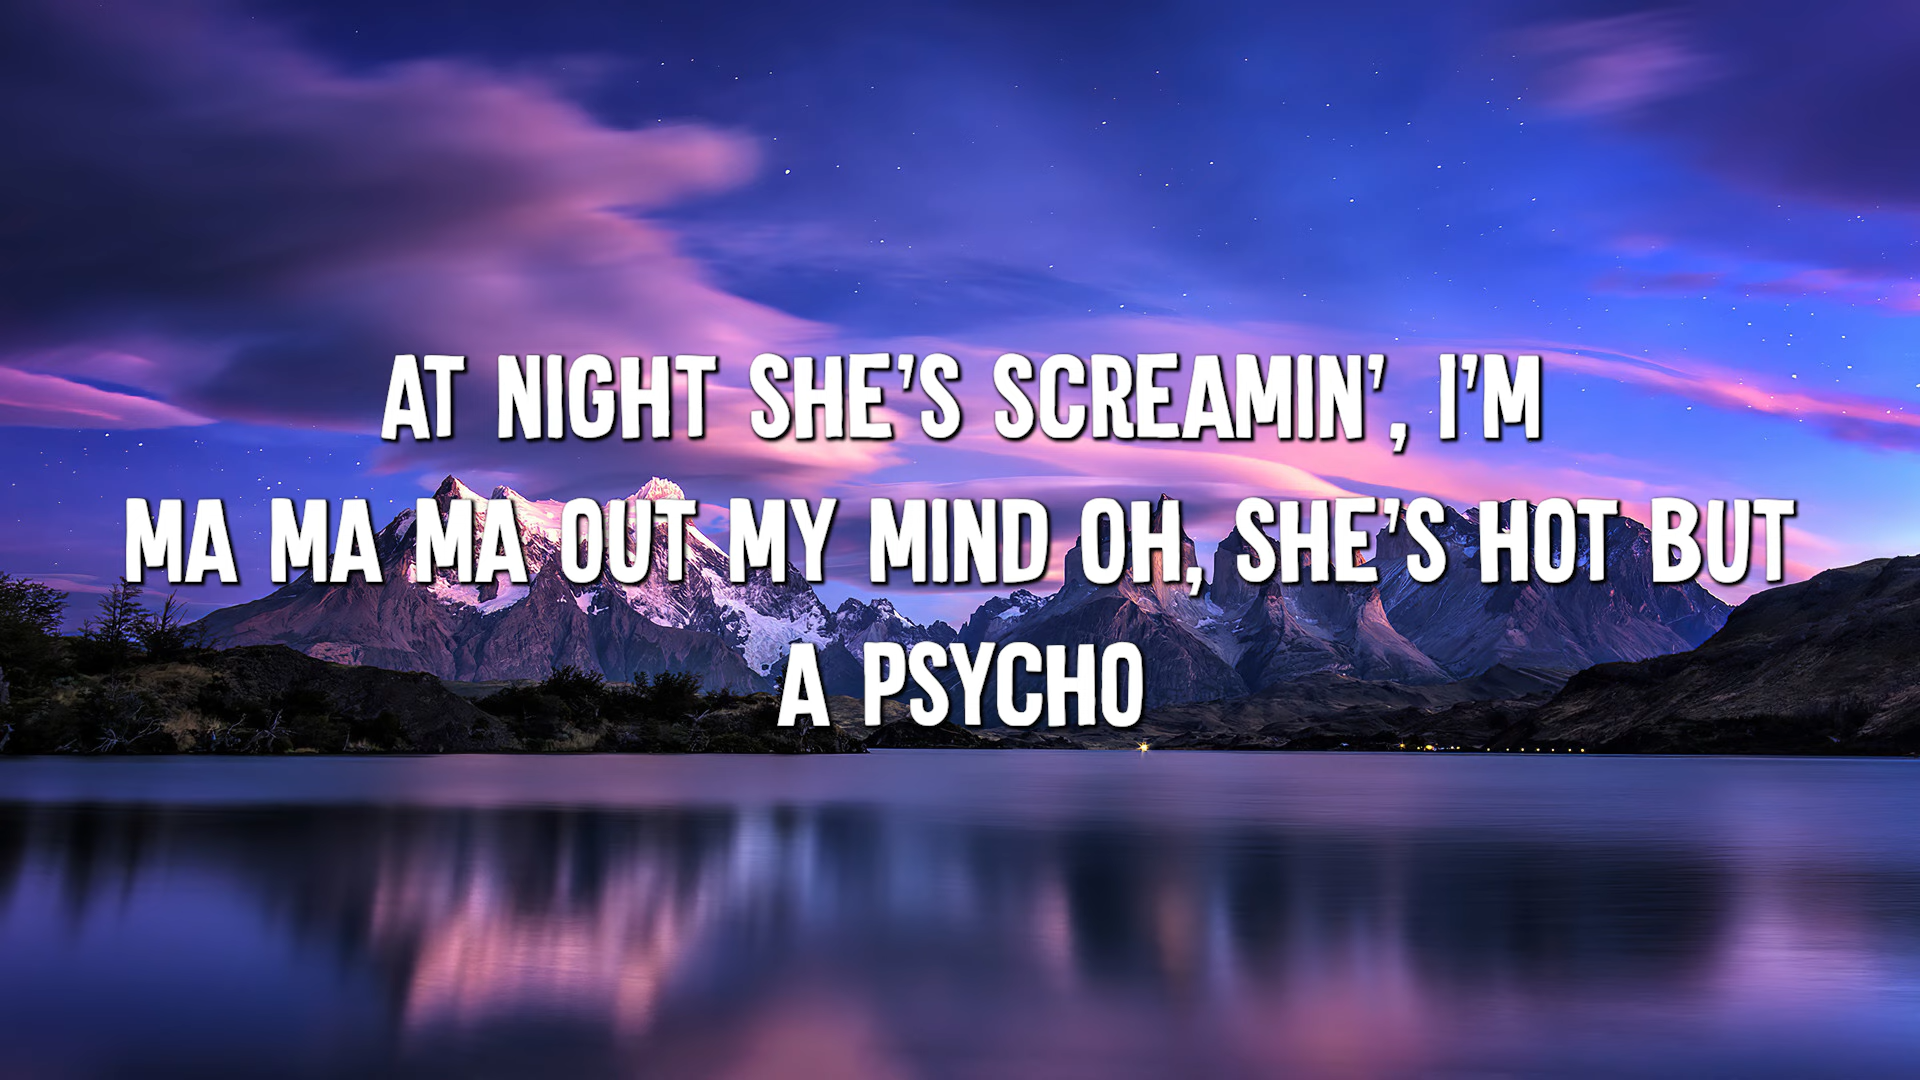 AT NIGHT SHE'S SCREAMIN', I'M
MA MA MA OUT MY MIND OH, SHE'S HOT BUT
A PSYCHO